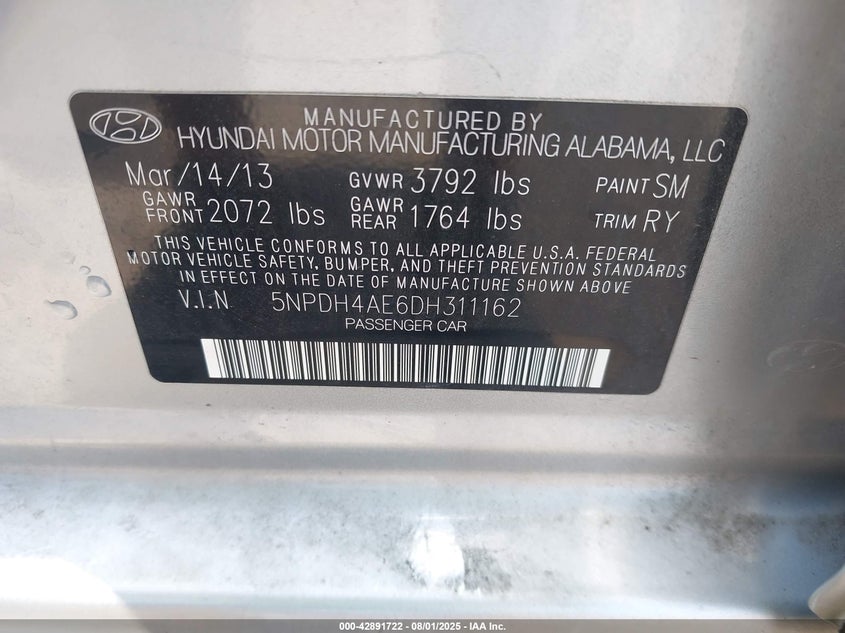 MANUFACTURED BY
HYUNDAI MOTOR MANUFACTURING ALABAMA, LLC
Mar/14/13 GVWR 3792 lbs PAINT SM
GAWR FRONT 2072 lbs GAWR REAR 1764 lbs TRIM RY
THIS VEHICLE CONFORMS TO ALL APPLICABLE U.S.A. FEDERAL
MOTOR VEHICLE SAFETY, BUMPER, AND THEFT PREVENTION STANDARDS
IN EFFECT ON THE DATE OF MANUFACTURE SHOWN ABOVE
V.I.N 5NPDH4AE6DH311162
PASSENGER CAR
000-42891722 - 08/01/2025 - IAA Inc.